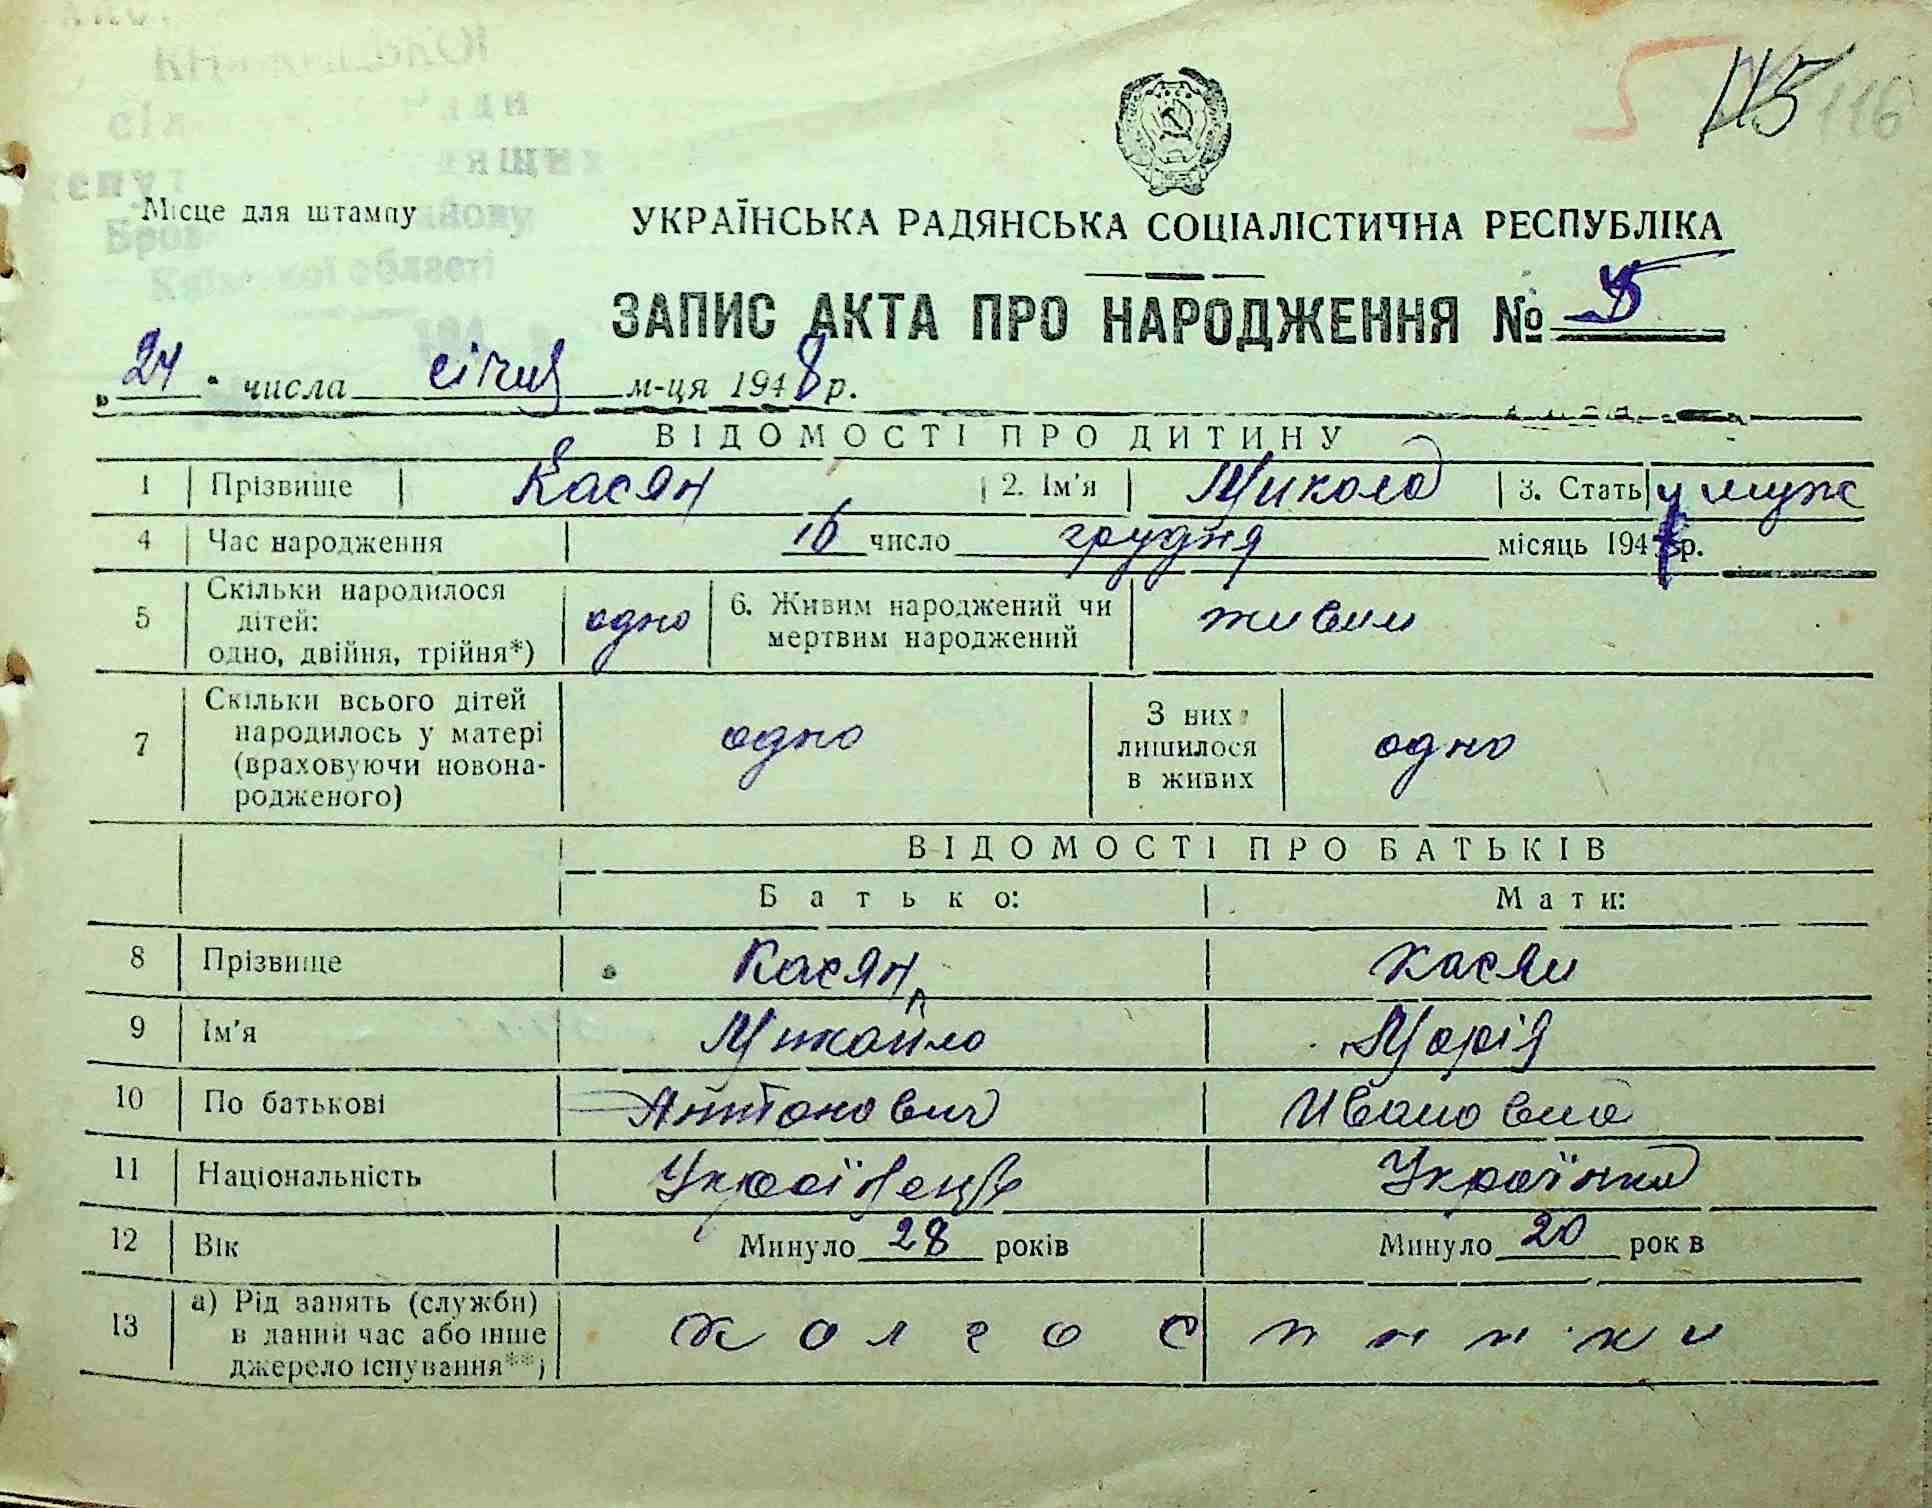 115 116
Місце для штампу
УКРАЇНСЬКА РАДЯНСЬКА СОЦІАЛІСТИЧНА РЕСПУБЛІКА
ЗАПИС АКТА ПРО НАРОДЖЕННЯ № 5
„ 24 " числа січня м-ця 1948 р.
ВІДОМОСТІ ПРО ДИТИНУ
1 Прізвище Касян 2. Ім'я Микола 3. Стать муж
4 Час народження 16 число грудня місяць 1947 р.
5 Скільки народилося дітей: одно, двійня, трійня*) одно 6. Живим народжений чи мертвим народжений живим
7 Скільки всього дітей народилось у матері (враховуючи новонародженого) одно З них лишилося в живих одно
ВІДОМОСТІ ПРО БАТЬКІВ
Батько: Мати:
8 Прізвище Касян Касян
9 Ім'я Михайло Марія
10 По батькові Антонович Ивановна
11 Національність Українець Українка
12 Вік Минуло 28 років Минуло 20 рок в
13 а) Рід занять (служби) в даний час або інше джерело існування**) колгоспники